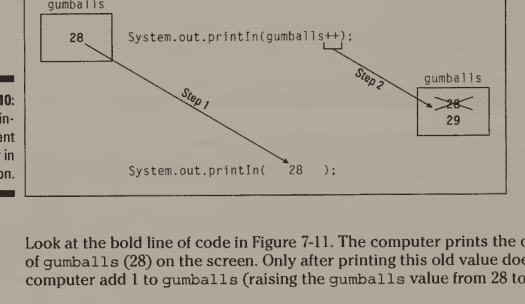 gumballs
28 System.out.println(gumballs++);
Step 1
Step 2
gumballs
28
29
10:
in-
ent
in
on.
System.out.println( 28 );
Look at the bold line of code in Figure 7-11. The computer prints the
of gumballs (28) on the screen. Only after printing this old value doe
computer add 1 to gumballs (raising the gumballs value from 28 to